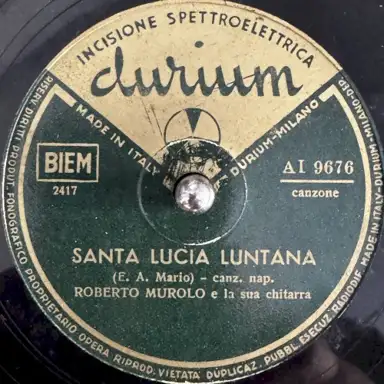 INCISIONE SPETTROELETTRICA
durium
MADE IN ITALY DURIUM-MILANO
BIEM
2417
AI 9676
canzone
SANTA LUCIA LUNTANA
(E. A. Mario) - canz. nap.
ROBERTO MUROLO e la sua chitarra
RISERV. DIRITTI PRODUT. FONOGRAFICO PROPRIETARIO OPERA RIPROD. VIETATA DUPLICAZ. PUBBL. ESECUZ. RADIODIF. MADE IN ITALY-DURIUM-MILANO-DEP.